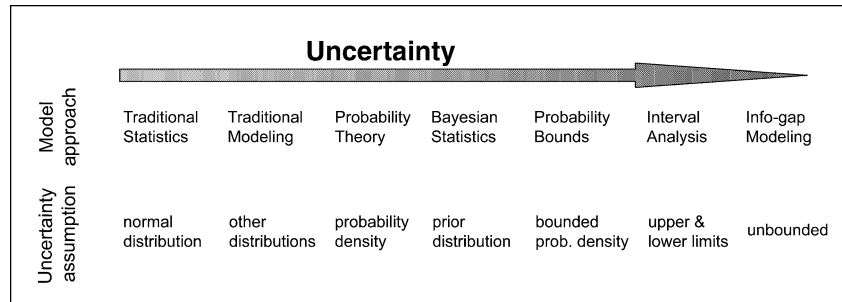 Uncertainty
Model
approach
Traditional
Statistics
Traditional
Modeling
Probability
Theory
Bayesian
Statistics
Probability
Bounds
Interval
Analysis
Info-gap
Modeling
Uncertainty
assumption
normal
distribution
other
distributions
probability
density
prior
distribution
bounded
prob. density
upper &
lower limits
unbounded